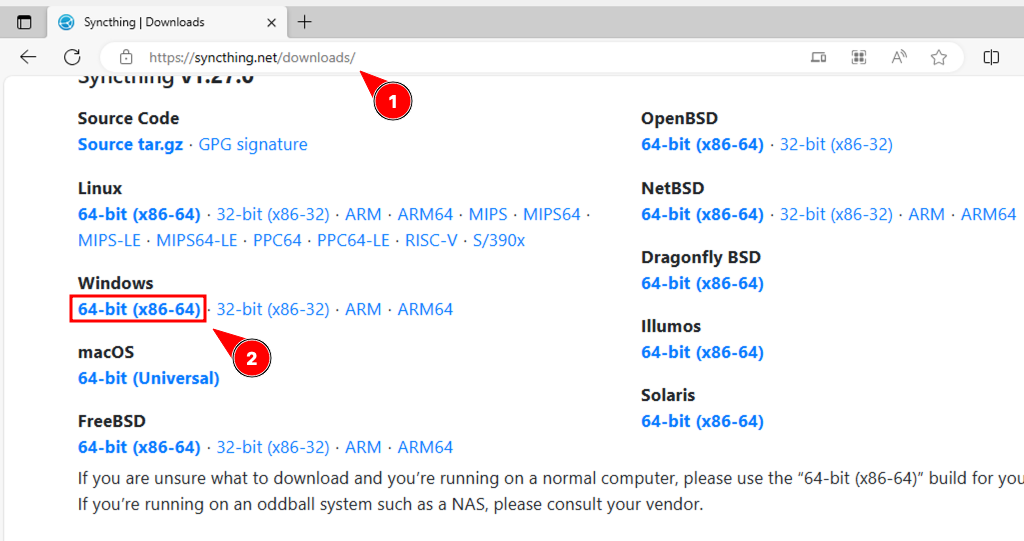 Syncthing | Downloads
https://syncthing.net/downloads/
1
Syncthing v1.27.0
Source Code
Source tar.gz · GPG signature
Linux
64-bit (x86-64) · 32-bit (x86-32) · ARM · ARM64 · MIPS · MIPS64 ·
MIPS-LE · MIPS64-LE · PPC64 · PPC64-LE · RISC-V · S/390x
Windows
64-bit (x86-64) · 32-bit (x86-32) · ARM · ARM64
2
macOS
64-bit (Universal)
FreeBSD
64-bit (x86-64) · 32-bit (x86-32) · ARM · ARM64
OpenBSD
64-bit (x86-64) · 32-bit (x86-32)
NetBSD
64-bit (x86-64) · 32-bit (x86-32) · ARM · ARM64
Dragonfly BSD
64-bit (x86-64)
Illumos
64-bit (x86-64)
Solaris
64-bit (x86-64)
If you are unsure what to download and you’re running on a normal computer, please use the “64-bit (x86-64)” build for you
If you’re running on an oddball system such as a NAS, please consult your vendor.